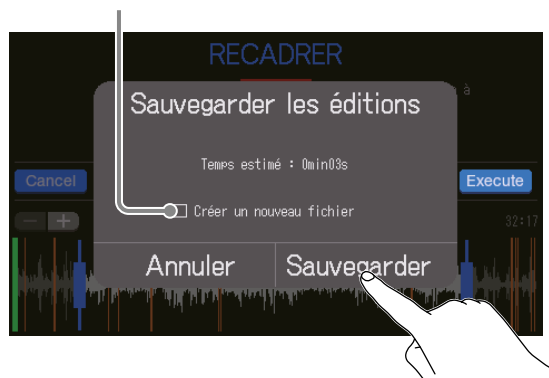 RECADRER
à
Sauvegarder les éditions
Temps estimé : 0min03s
Cancel
Execute
Créer un nouveau fichier
32:17
Annuler
Sauvegarder